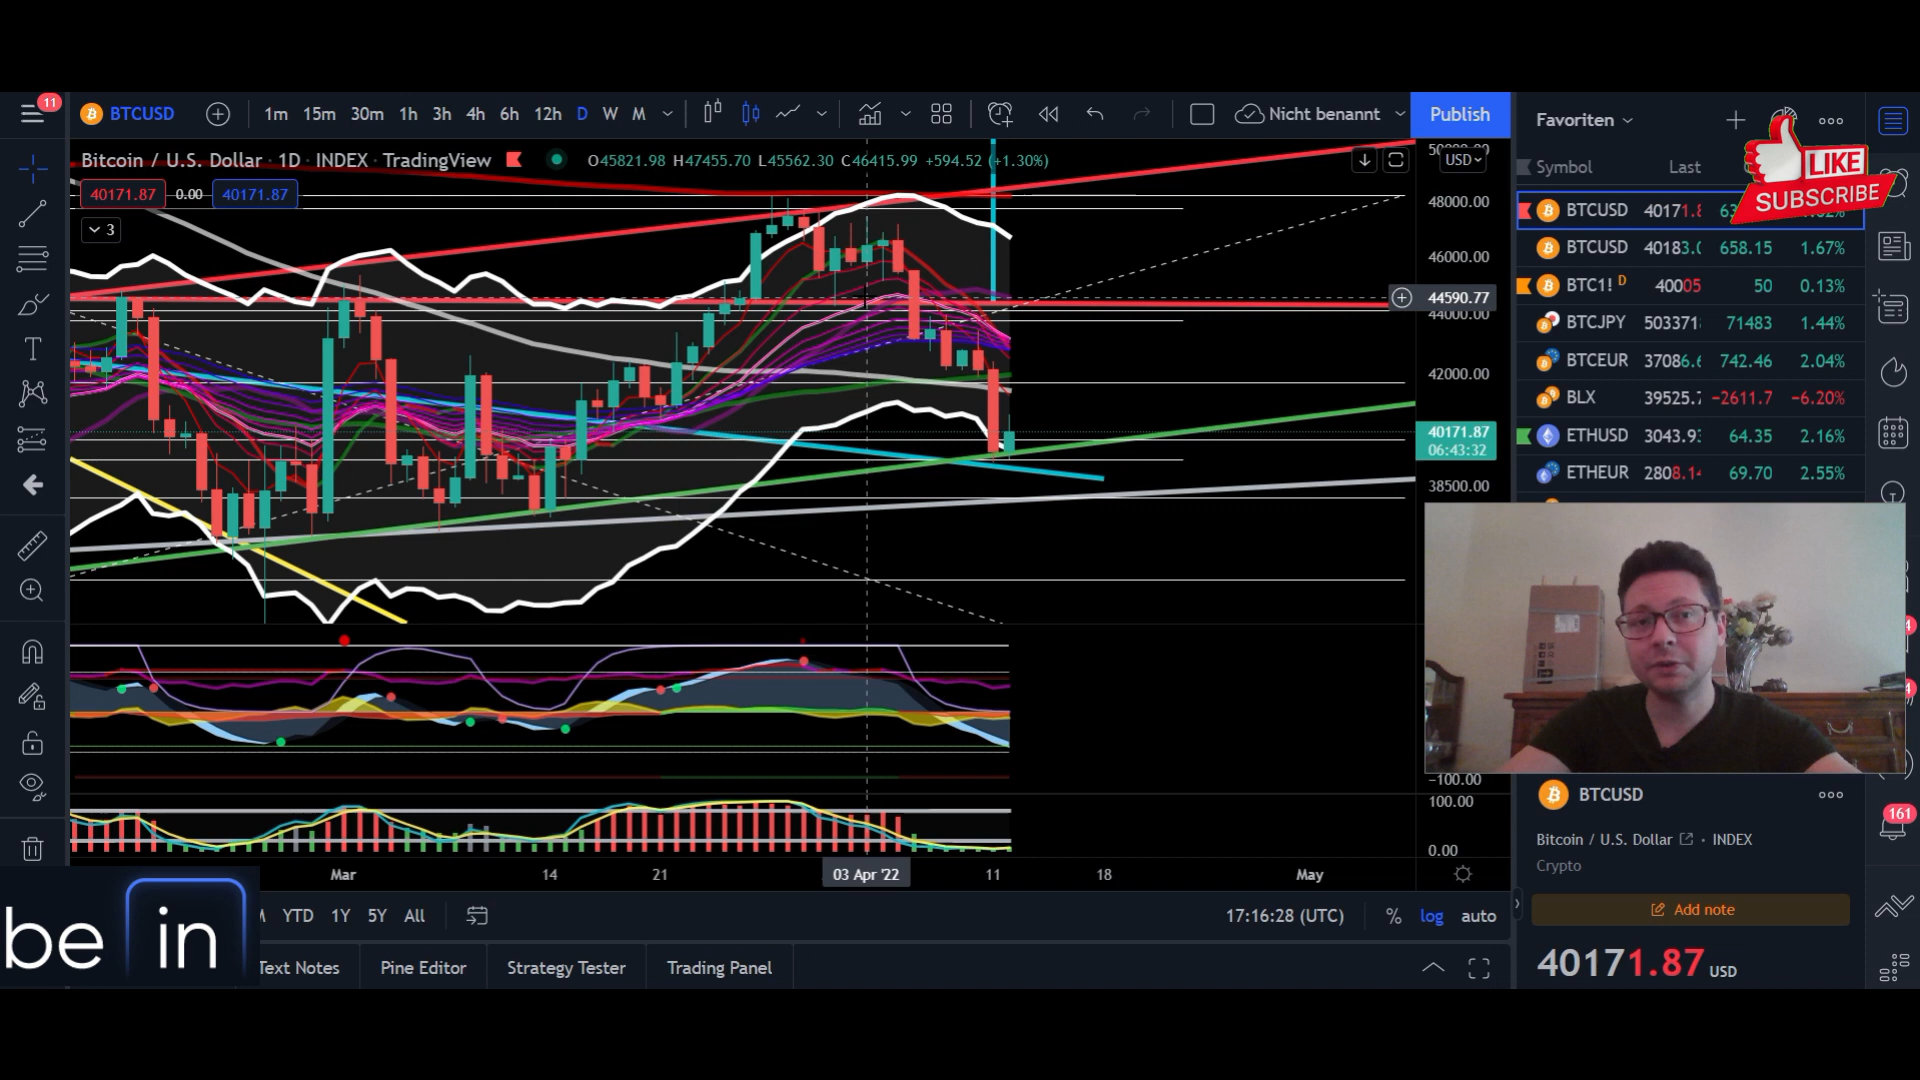 11
BTCUSD
1m 15m 30m 1h 3h 4h 6h 12h D W M
Nicht benannt
Publish
Favoriten
Bitcoin / U.S. Dollar · 1D · INDEX · TradingView
O45821.98 H47455.70 L45562.30 C46415.99 +594.52 (+1.30%)
USD
40171.87 0.00 40171.87
3
Symbol Last
LIKE
SUBSCRIBE
48000.00
46000.00
44590.77
44000.00
42000.00
40171.87
06:43:32
38500.00
BTCUSD
BTCUSD 658.15 1.67%
BTC1! D 40005 50 0.13%
BTCJPY 71483 1.44%
BTCEUR 742.46 2.04%
BLX −2611.7 −6.20%
ETHUSD 64.35 2.16%
ETHEUR 69.70 2.55%
−100.00
100.00
0.00
Mar 14 21 03 Apr '22 11 18 May
YTD 1Y 5Y All
17:16:28 (UTC) % log auto
be in
Text Notes Pine Editor Strategy Tester Trading Panel
BTCUSD
161
Bitcoin / U.S. Dollar · INDEX
Crypto
Add note
40171.87 USD